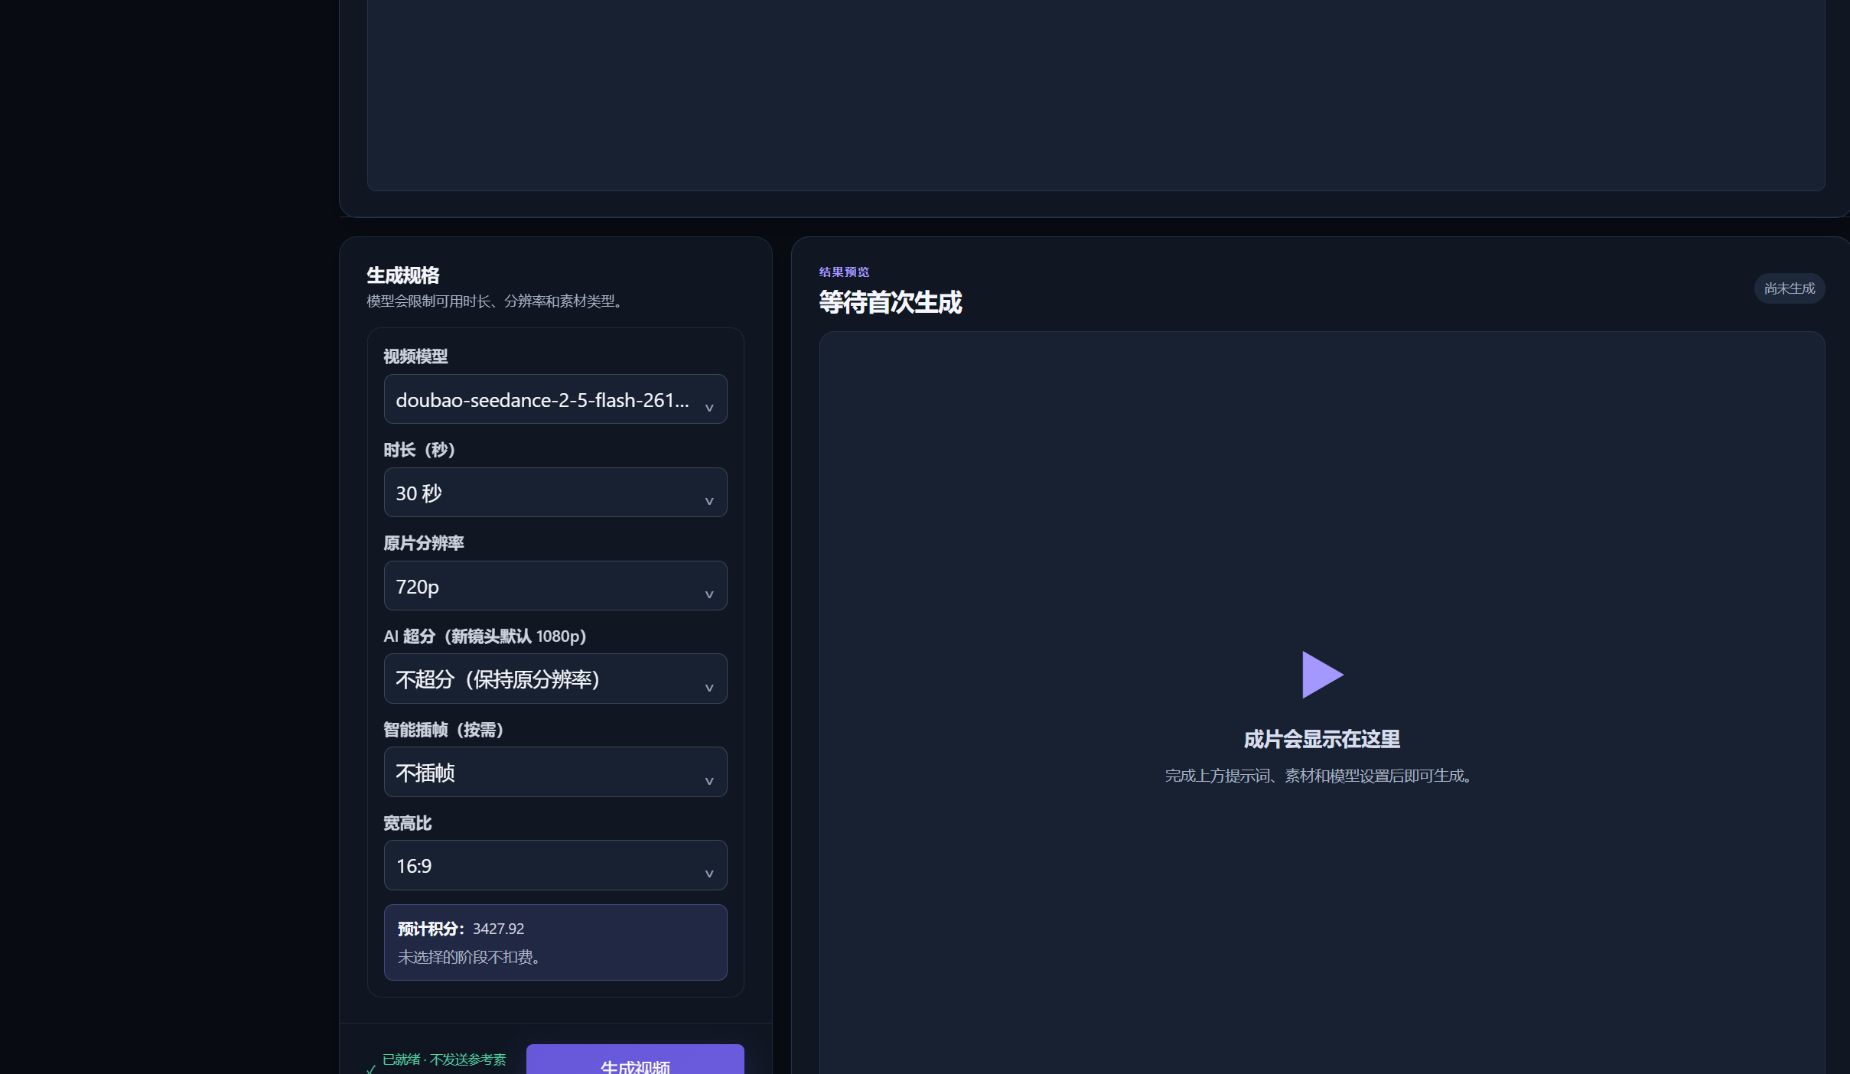 生成规格
模型会限制可用时长、分辨率和素材类型。
视频模型
doubao-seedance-2-5-flash-261...
时长（秒）
30 秒
原片分辨率
720p
AI 超分（新镜头默认 1080p）
不超分（保持原分辨率）
智能插帧（按需）
不插帧
宽高比
16:9
预计积分：3427.92
未选择的阶段不扣费。
已就绪 · 不发送参考素
生成视频
结果预览
等待首次生成
尚未生成
成片会显示在这里
完成上方提示词、素材和模型设置后即可生成。